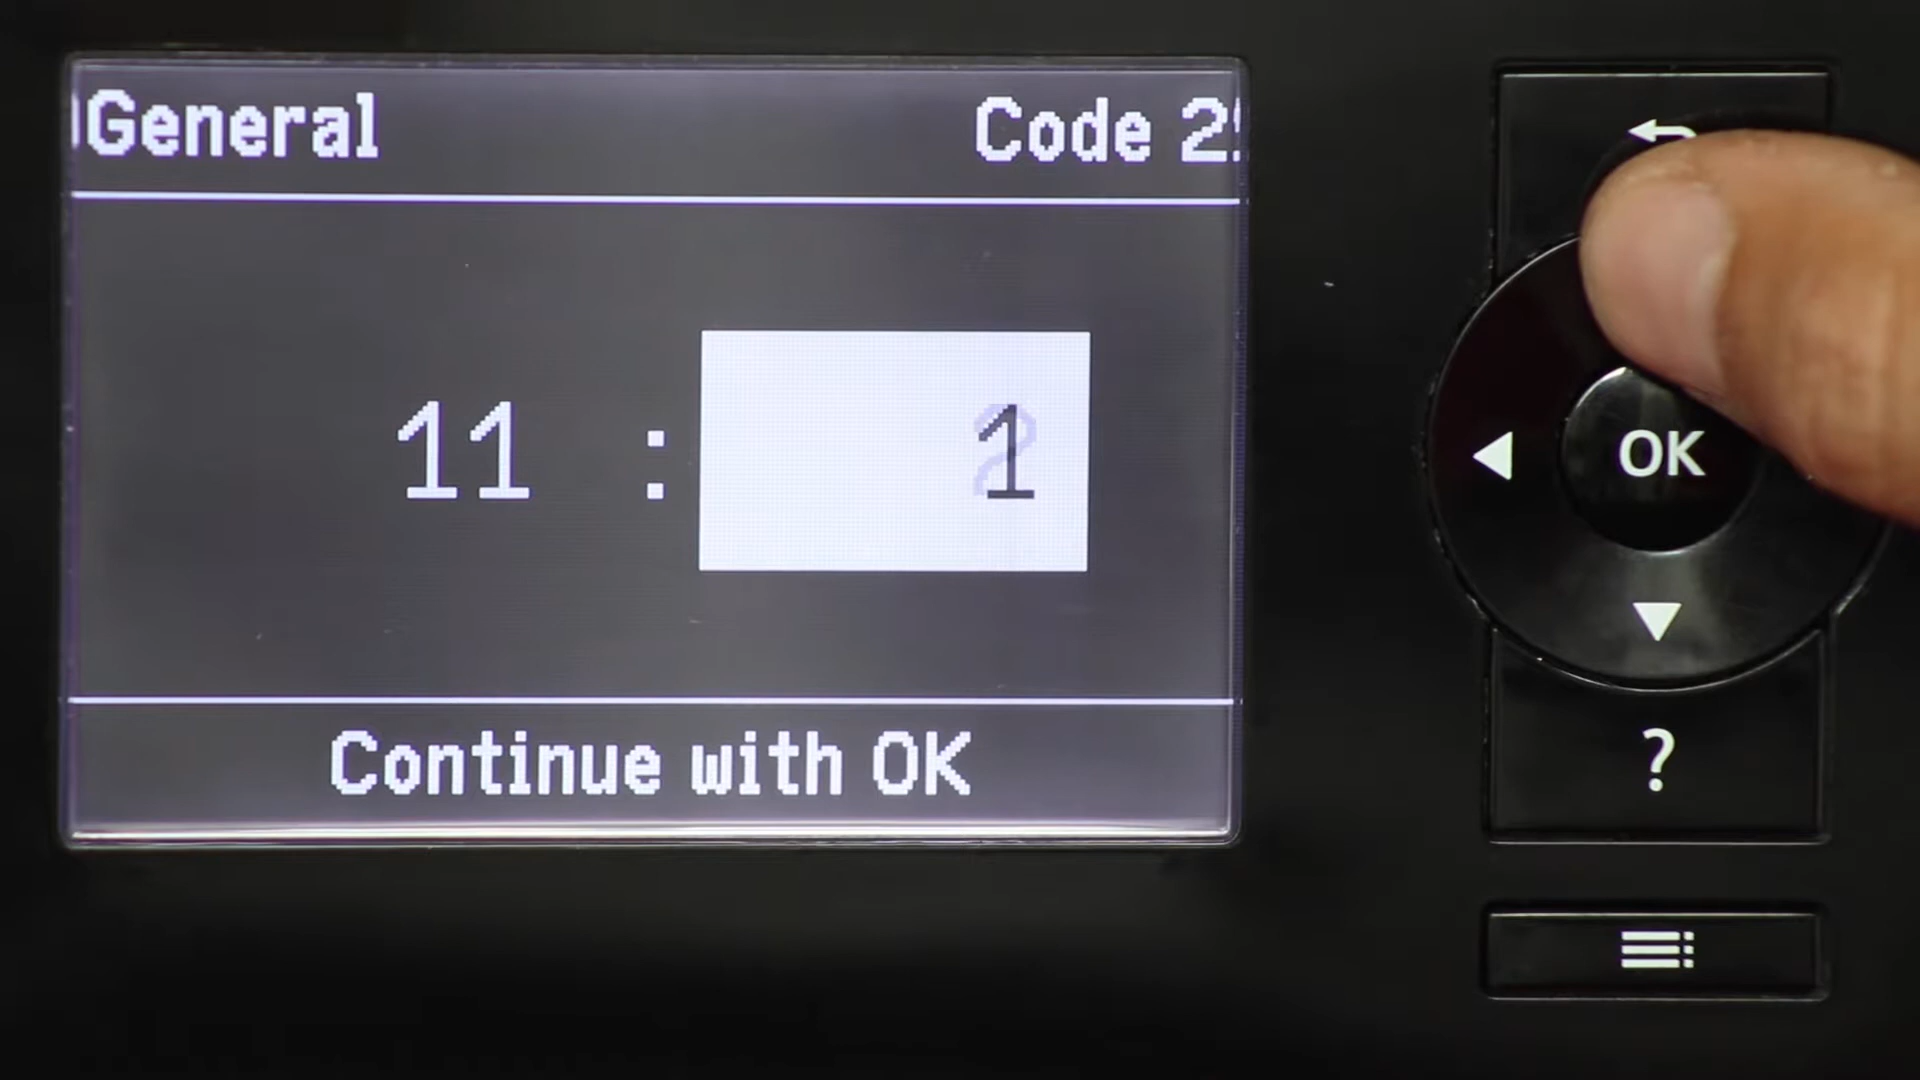 General Code 2
11 : 1
Continue with OK
OK
?